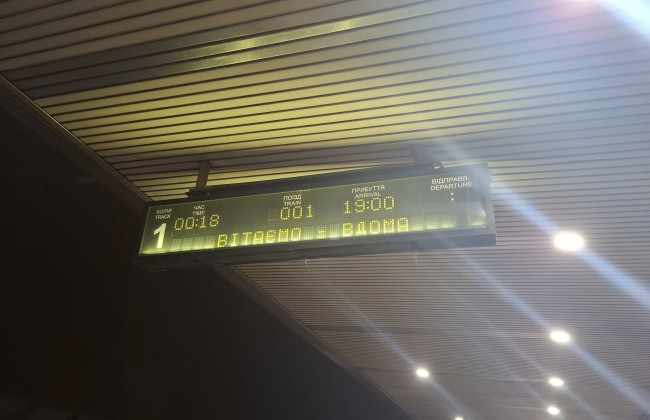 КОЛІЯ TRACK 1
ЧАС TIME 00:18
ПОЇЗД TRAIN 001
ПРИБУТТЯ ARRIVAL 19:00
ВІДПРАВЛ. DEPARTURE :
ВІТАЄМО - ВДОМА